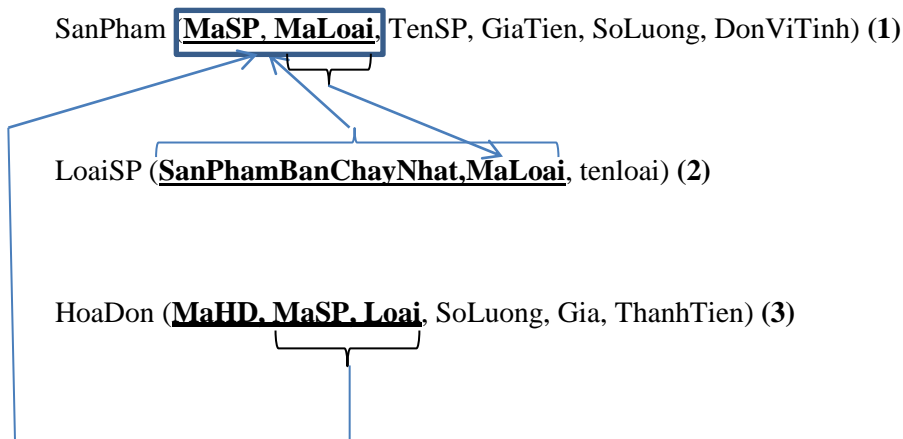 SanPham (MaSP, MaLoai, TenSP, GiaTien, SoLuong, DonViTinh) (1)
LoaiSP (SanPhamBanChayNhat,MaLoai, tenloai) (2)
HoaDon (MaHD, MaSP, Loai, SoLuong, Gia, ThanhTien) (3)